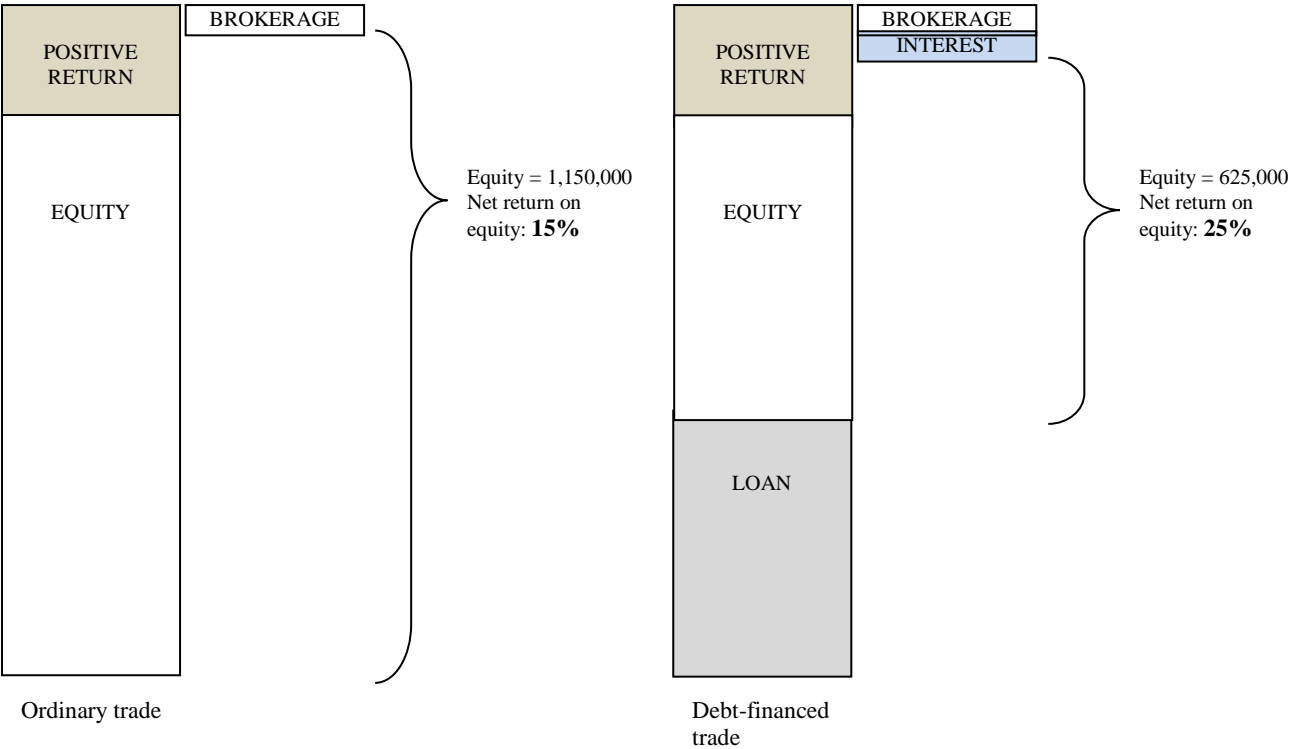 BROKERAGE
POSITIVE
RETURN
EQUITY
Equity = 1,150,000
Net return on
equity: 15%
Ordinary trade
BROKERAGE
INTEREST
POSITIVE
RETURN
EQUITY
Equity = 625,000
Net return on
equity: 25%
LOAN
Debt-financed
trade